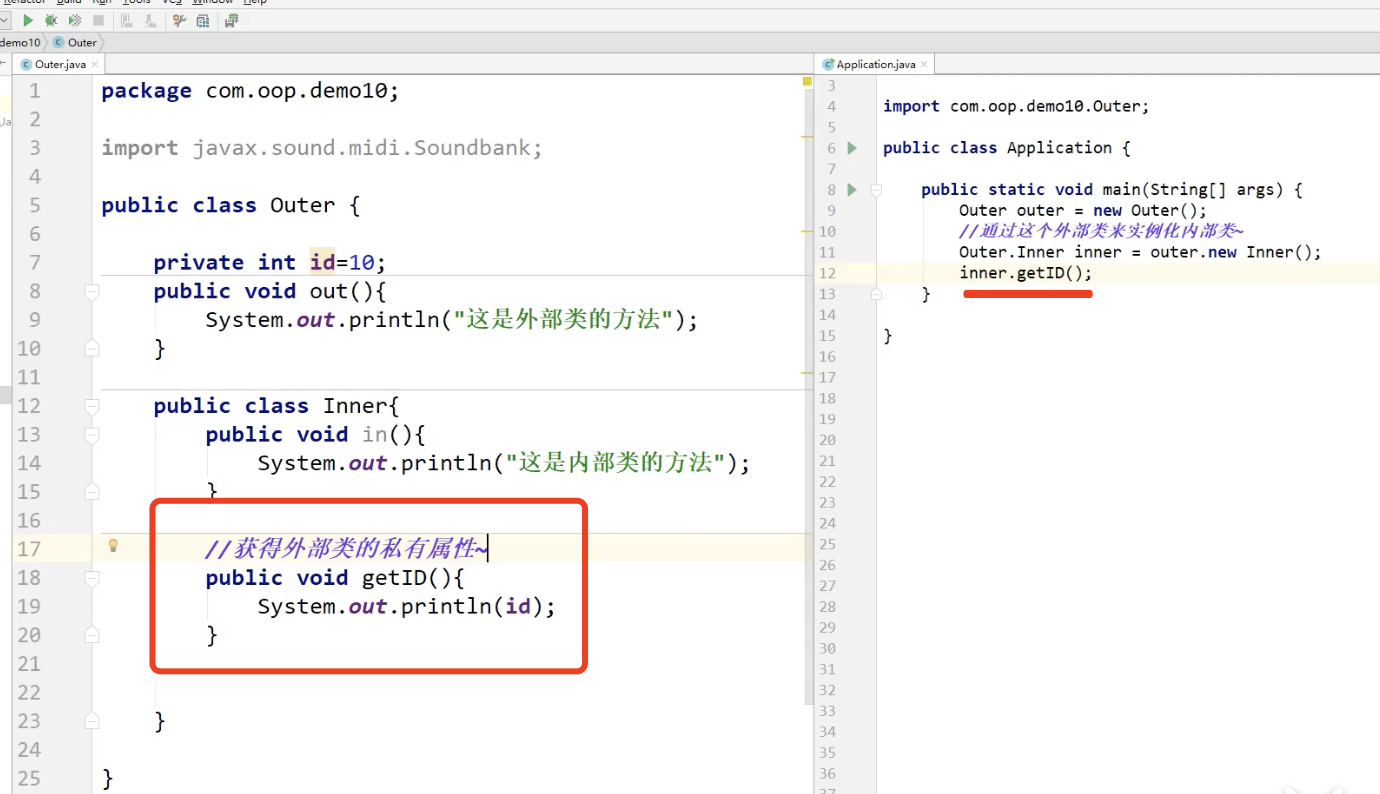 Refactor Build Run Tools VCS Window Help
demo10 Outer
Outer.java
1 package com.oop.demo10;
2
3 import javax.sound.midi.Soundbank;
4
5 public class Outer {
6
7 private int id=10;
8 public void out(){
9 System.out.println("这是外部类的方法");
10 }
11
12 public class Inner{
13 public void in(){
14 System.out.println("这是内部类的方法");
15 }
16
17 //获得外部类的私有属性~
18 public void getID(){
19 System.out.println(id);
20 }
21
22
23 }
24
25 }
Application.java
3
4 import com.oop.demo10.Outer;
5
6 public class Application {
7
8 public static void main(String[] args) {
9 Outer outer = new Outer();
10 //通过这个外部类来实例化内部类~
11 Outer.Inner inner = outer.new Inner();
12 inner.getID();
13 }
14
15 }
16
17
18
19
20
21
22
23
24
25
26
27
28
29
30
31
32
33
34
35
36
37